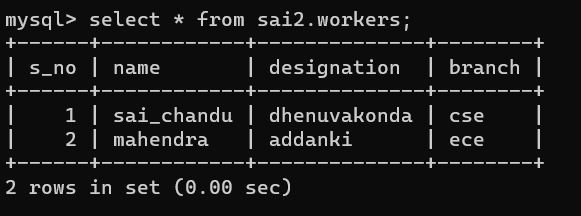 mysql> select * from sai2.workers;
+------+------------+-------------+--------+
| s_no | name       | designation | branch |
+------+------------+-------------+--------+
|    1 | sai_chandu | dhenuvakonda | cse    |
|    2 | mahendra   | addanki     | ece    |
+------+------------+-------------+--------+
2 rows in set (0.00 sec)